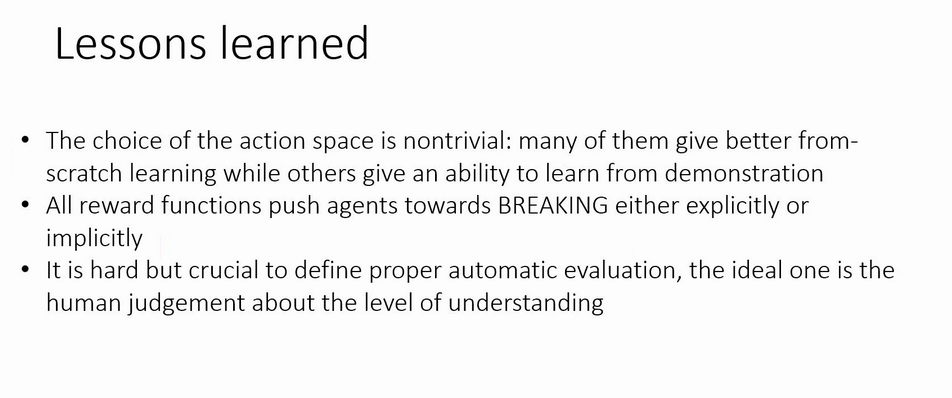 Lessons learned
• The choice of the action space is nontrivial: many of them give better from-
scratch learning while others give an ability to learn from demonstration
• All reward functions push agents towards BREAKING either explicitly or
implicitly
• It is hard but crucial to define proper automatic evaluation, the ideal one is the
human judgement about the level of understanding